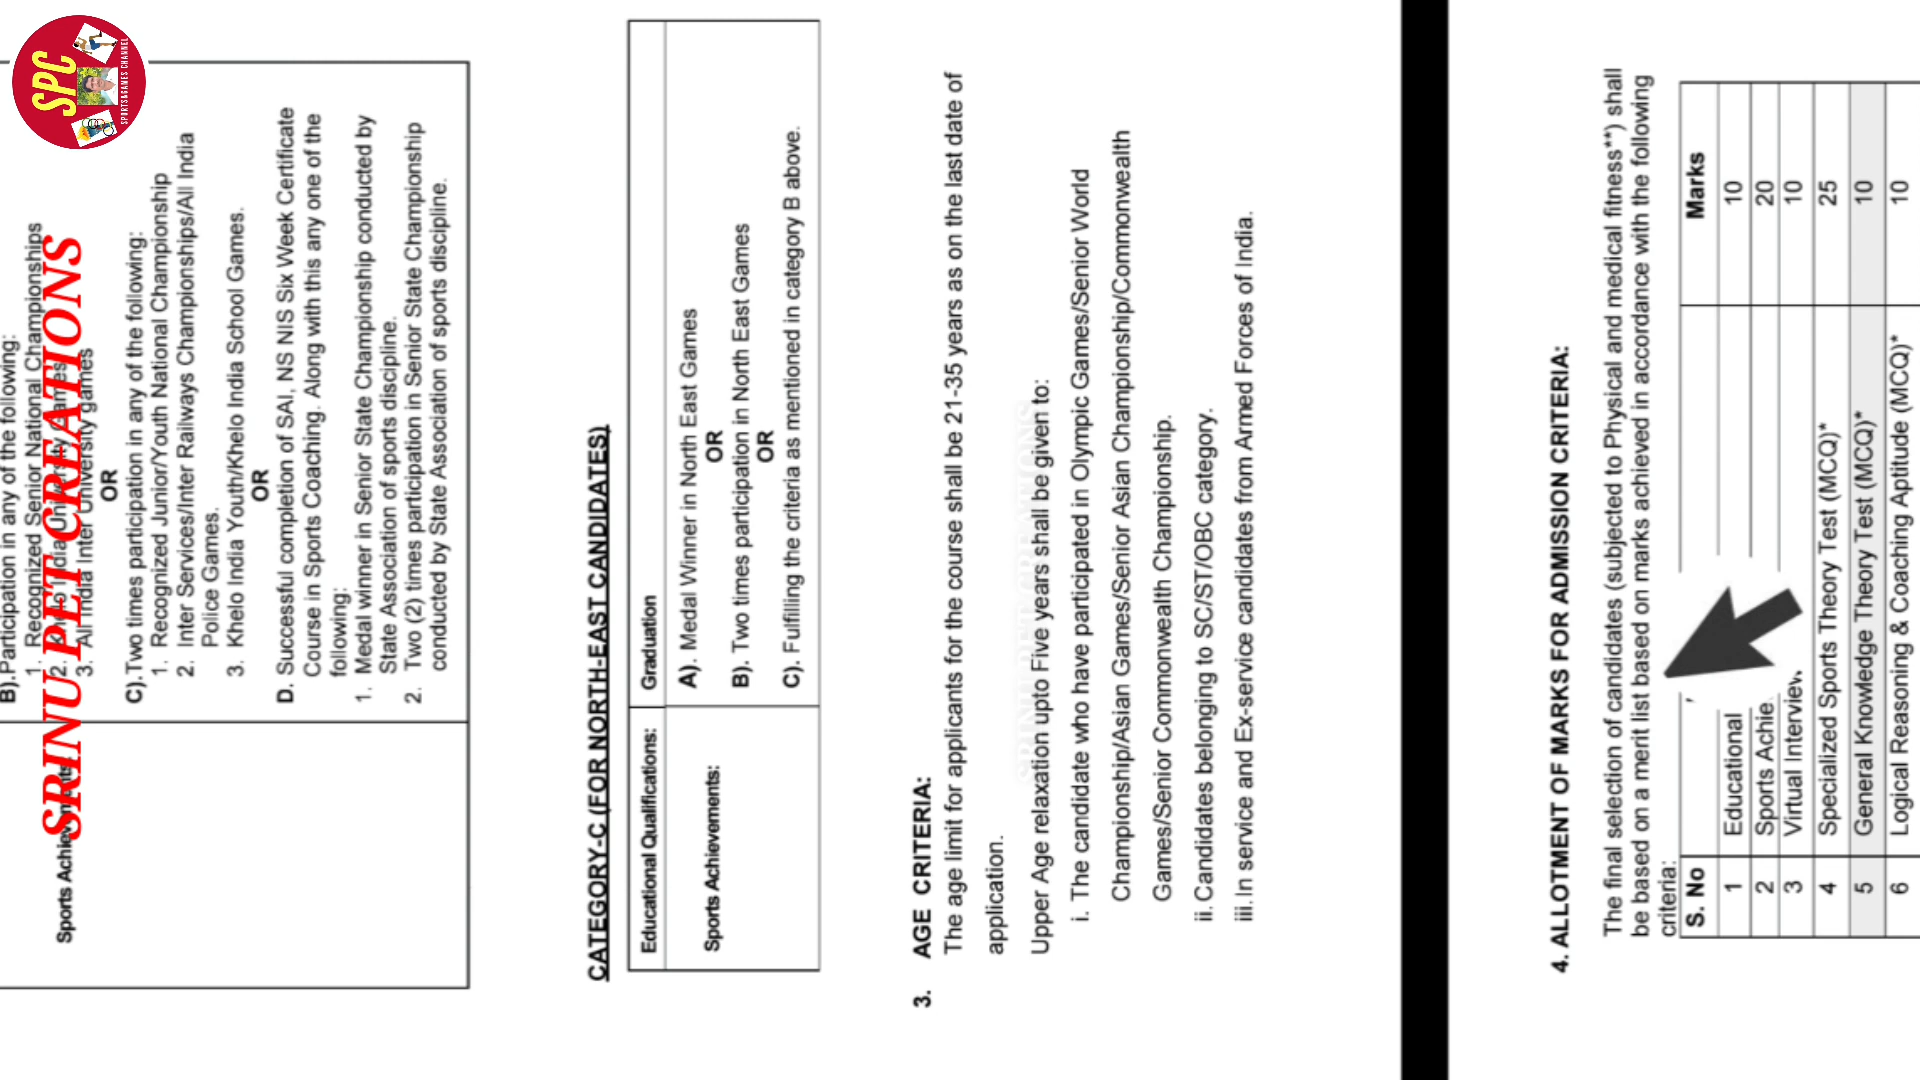 SPC
SPORTS&GAMES CHANNEL
SRINU PET CREATIONS
B).Participation in any of the following:
1. Recognized Senior National Championships
2. Khelo India University Games
3. All India Inter University games
OR
C).Two times participation in any of the following:
1. Recognized Junior/Youth National Championship
2. Inter Services/Inter Railways Championships/All India
Police Games.
3. Khelo India Youth/Khelo India School Games.
OR
D. Successful completion of SAI, NS NIS Six Week Certificate
Course in Sports Coaching. Along with this any one of the
following:
1. Medal winner in Senior State Championship conducted by
State Association of sports discipline.
2. Two (2) times participation in Senior State Championship
conducted by State Association of sports discipline.
Sports Achievements:
CATEGORY-C (FOR NORTH-EAST CANDIDATES)
Educational Qualifications: Graduation
Sports Achievements: A). Medal Winner in North East Games
OR
B). Two times participation in North East Games
OR
C). Fulfilling the criteria as mentioned in category B above.
3. AGE CRITERIA:
The age limit for applicants for the course shall be 21-35 years as on the last date of
application.
Upper Age relaxation upto Five years shall be given to:
i. The candidate who have participated in Olympic Games/Senior World
Championship/Asian Games/Senior Asian Championship/Commonwealth
Games/Senior Commonwealth Championship.
ii. Candidates belonging to SC/ST/OBC category.
iii. In service and Ex-service candidates from Armed Forces of India.
SRINU PET CREATIONS
4. ALLOTMENT OF MARKS FOR ADMISSION CRITERIA:
The final selection of candidates (subjected to Physical and medical fitness**) shall
be based on a merit list based on marks achieved in accordance with the following
criteria:
S. No Marks
1 Educational 10
2 Sports Achie 20
3 Virtual Interview 10
4 Specialized Sports Theory Test (MCQ)* 25
5 General Knowledge Theory Test (MCQ)* 10
6 Logical Reasoning & Coaching Aptitude (MCQ)* 10